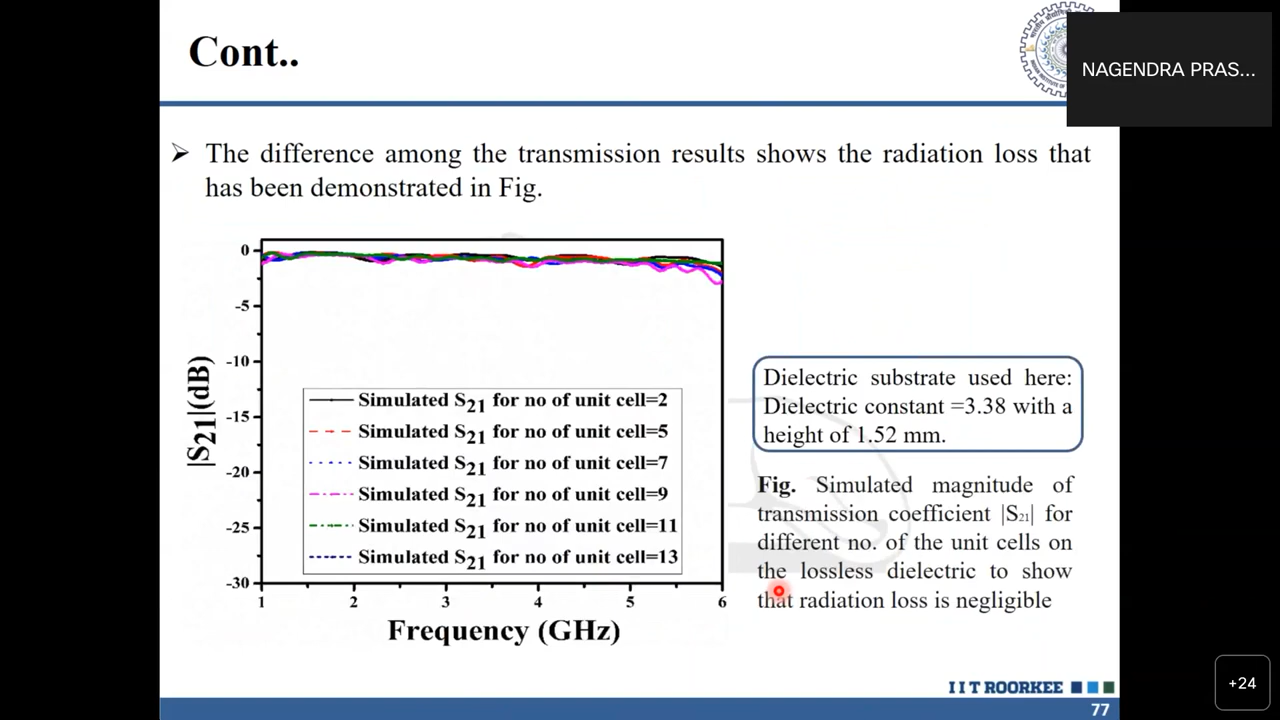 Cont..
NAGENDRA PRAS...
➤ The difference among the transmission results shows the radiation loss that
has been demonstrated in Fig.
0
-5
-10
-15
-20
-25
-30
|S21|(dB)
Simulated S21 for no of unit cell=2
Simulated S21 for no of unit cell=5
Simulated S21 for no of unit cell=7
Simulated S21 for no of unit cell=9
Simulated S21 for no of unit cell=11
Simulated S21 for no of unit cell=13
1 2 3 4 5 6
Frequency (GHz)
Dielectric substrate used here:
Dielectric constant =3.38 with a
height of 1.52 mm.
Fig. Simulated magnitude of
transmission coefficient |S21| for
different no. of the unit cells on
the lossless dielectric to show
that radiation loss is negligible
I I T ROORKEE
77
+24